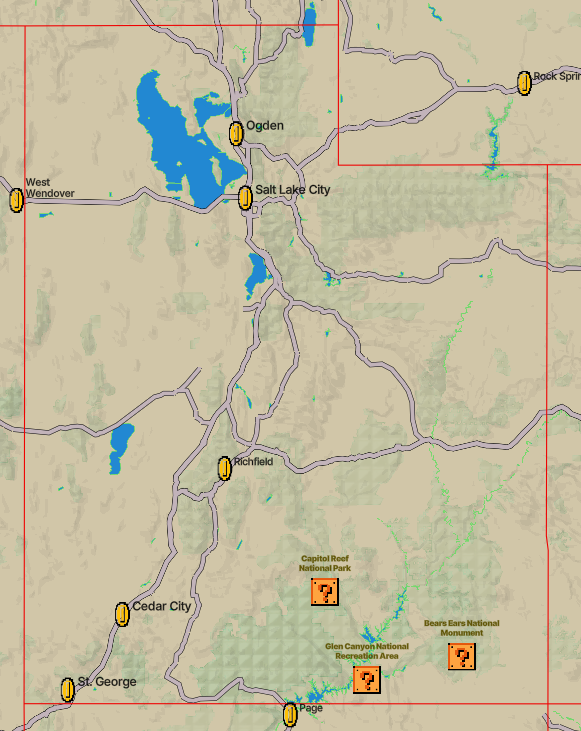 Rock Sprin
Ogden
West
Wendover
Salt Lake City
Richfield
Capitol Reef
National Park
Cedar City
Bears Ears National
Monument
Glen Canyon National
Recreation Area
St. George
Page